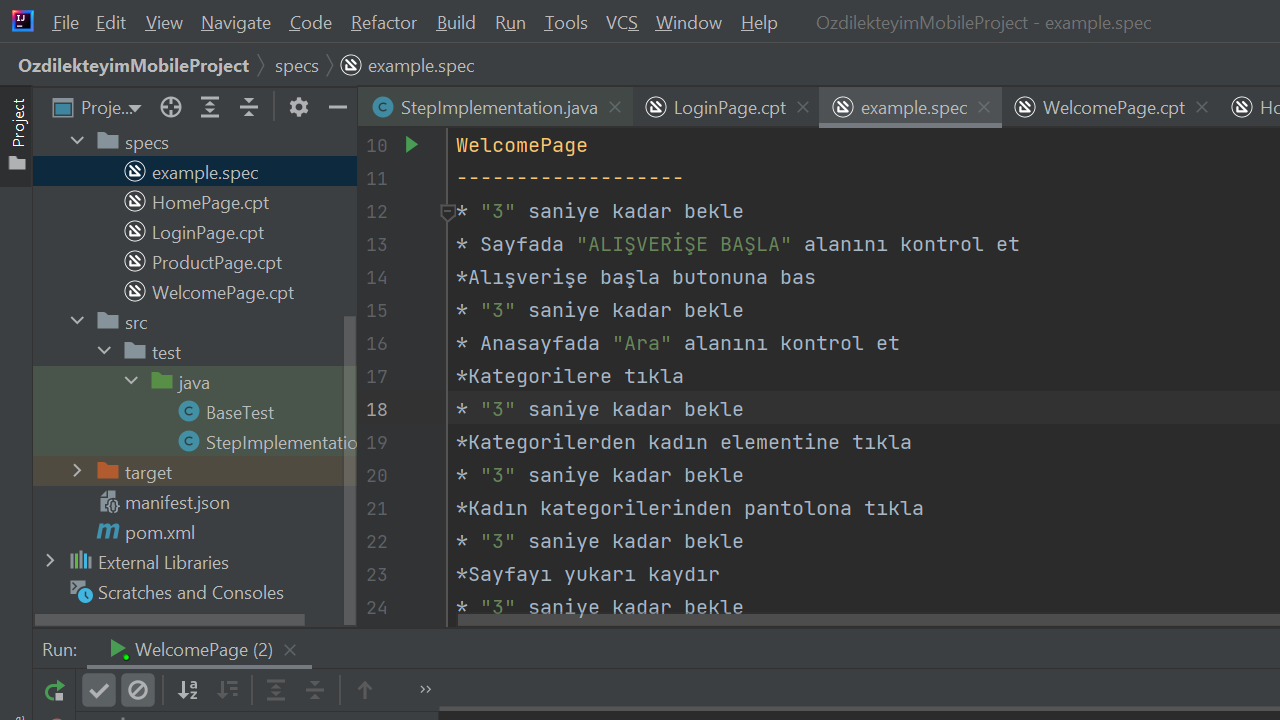 File Edit View Navigate Code Refactor Build Run Tools VCS Window Help OzdilekteyimMobileProject - example.spec
OzdilekteyimMobileProject specs example.spec
Project
Proje...
StepImplementation.java LoginPage.cpt example.spec WelcomePage.cpt Ho
specs
example.spec
HomePage.cpt
LoginPage.cpt
ProductPage.cpt
WelcomePage.cpt
src
test
java
BaseTest
StepImplementatio
target
manifest.json
pom.xml
External Libraries
Scratches and Consoles
10 WelcomePage
11 -------------------
12 * "3" saniye kadar bekle
13 * Sayfada "ALIŞVERİŞE BAŞLA" alanını kontrol et
14 *Alışverişe başla butonuna bas
15 * "3" saniye kadar bekle
16 * Anasayfada "Ara" alanını kontrol et
17 *Kategorilere tıkla
18 * "3" saniye kadar bekle
19 *Kategorilerden kadın elementine tıkla
20 * "3" saniye kadar bekle
21 *Kadın kategorilerinden pantolona tıkla
22 * "3" saniye kadar bekle
23 *Sayfayı yukarı kaydır
24 * "3" saniye kadar bekle
Run: WelcomePage (2)